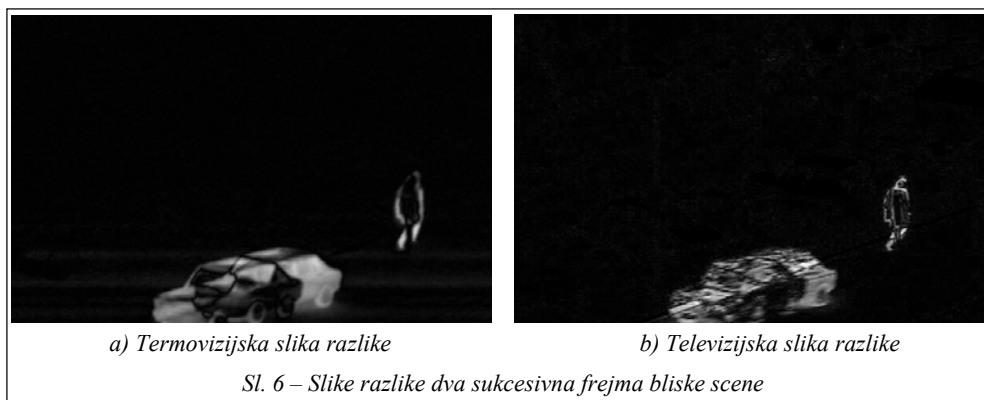 a) Termovizijska slika razlike
b) Televizijska slika razlike
Sl. 6 – Slike razlike dva sukcesivna frejma bliske scene